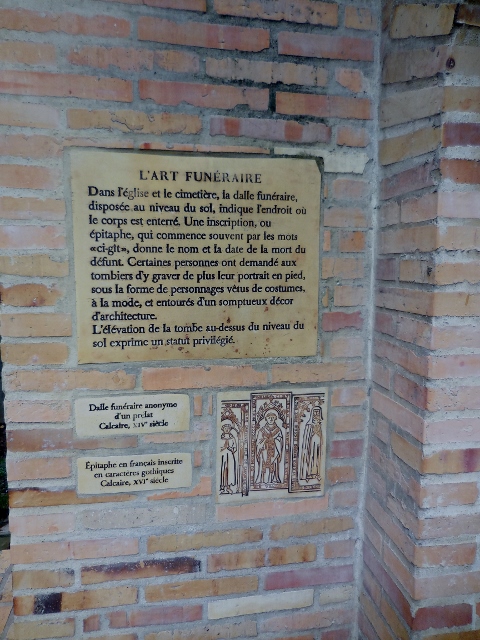 L'ART FUNÉRAIRE
Dans l'église et le cimetière, la dalle funéraire,
disposée au niveau du sol, indique l'endroit où
le corps est enterré. Une inscription, ou
épitaphe, qui commence souvent par les mots
«ci-gît», donne le nom et la date de la mort du
défunt. Certaines personnes ont demandé aux
tombiers d'y graver de plus leur portrait en pied,
sous la forme de personnages vêtus de costumes,
à la mode, et entourés d'un somptueux décor
d'architecture.
L'élévation de la tombe au-dessus du niveau du
sol exprime un statut privilégié.
Dalle funéraire anonyme
d'un prélat
Calcaire, XIVe siècle
Épitaphe en français inscrite
en caractères gothiques
Calcaire, XVIe siècle